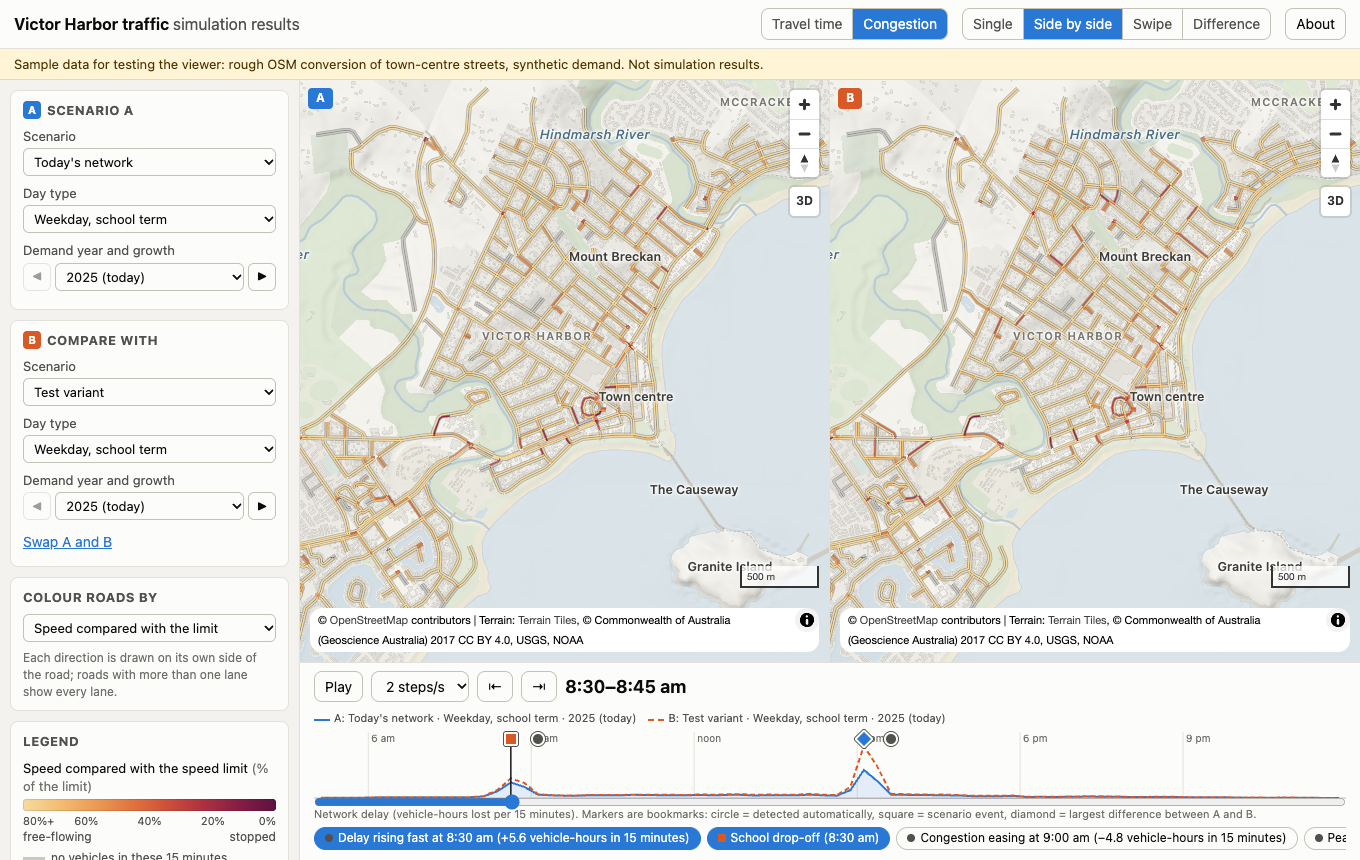 Victor Harbor traffic simulation results
Travel time
Congestion
Single
Side by side
Swipe
Difference
About
Sample data for testing the viewer: rough OSM conversion of town-centre streets, synthetic demand. Not simulation results.
A SCENARIO A
Scenario
Today's network
Day type
Weekday, school term
Demand year and growth
2025 (today)
B COMPARE WITH
Scenario
Test variant
Day type
Weekday, school term
Demand year and growth
2025 (today)
Swap A and B
COLOUR ROADS BY
Speed compared with the limit
Each direction is drawn on its own side of
the road; roads with more than one lane
show every lane.
LEGEND
Speed compared with the speed limit (%
of the limit)
80%+ 60% 40% 20% 0%
free-flowing stopped
no vehicles in these 15 minutes
A
MCCRACKE
Hindmarsh River
3D
Mount Breckan
er
VICTOR HARBOR
Town centre
The Causeway
Granite Island
500 m
© OpenStreetMap contributors | Terrain: Terrain Tiles, © Commonwealth of Australia
(Geoscience Australia) 2017 CC BY 4.0, USGS, NOAA
B
MCCRACKE
Hindmarsh River
3D
Mount Breckan
er
VICTOR HARBOR
Town centre
The Causeway
Granite Island
500 m
© OpenStreetMap contributors | Terrain: Terrain Tiles, © Commonwealth of Australia
(Geoscience Australia) 2017 CC BY 4.0, USGS, NOAA
Play
2 steps/s
8:30–8:45 am
A: Today's network · Weekday, school term · 2025 (today)
B: Test variant · Weekday, school term · 2025 (today)
6 am
am
noon
6 pm
9 pm
Network delay (vehicle-hours lost per 15 minutes). Markers are bookmarks: circle = detected automatically, square = scenario event, diamond = largest difference between A and B.
Delay rising fast at 8:30 am (+5.6 vehicle-hours in 15 minutes)
School drop-off (8:30 am)
Congestion easing at 9:00 am (−4.8 vehicle-hours in 15 minutes)
Pea